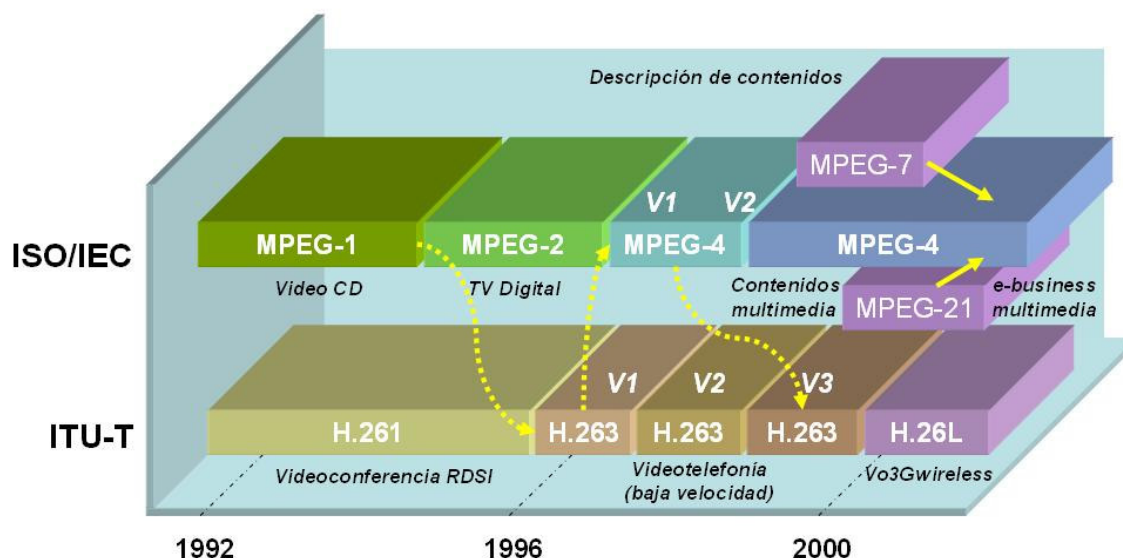 Descripción de contenidos
MPEG-7
V1
V2
ISO/IEC
MPEG-1
MPEG-2
MPEG-4
MPEG-4
Video CD
TV Digital
Contenidos
multimedia
MPEG-21
e-business
multimedia
V1
V2
V3
ITU-T
H.261
H.263
H.263
H.263
H.26L
Videoconferencia RDSI
Videotelefonía
(baja velocidad)
Vo3Gwireless
1992
1996
2000